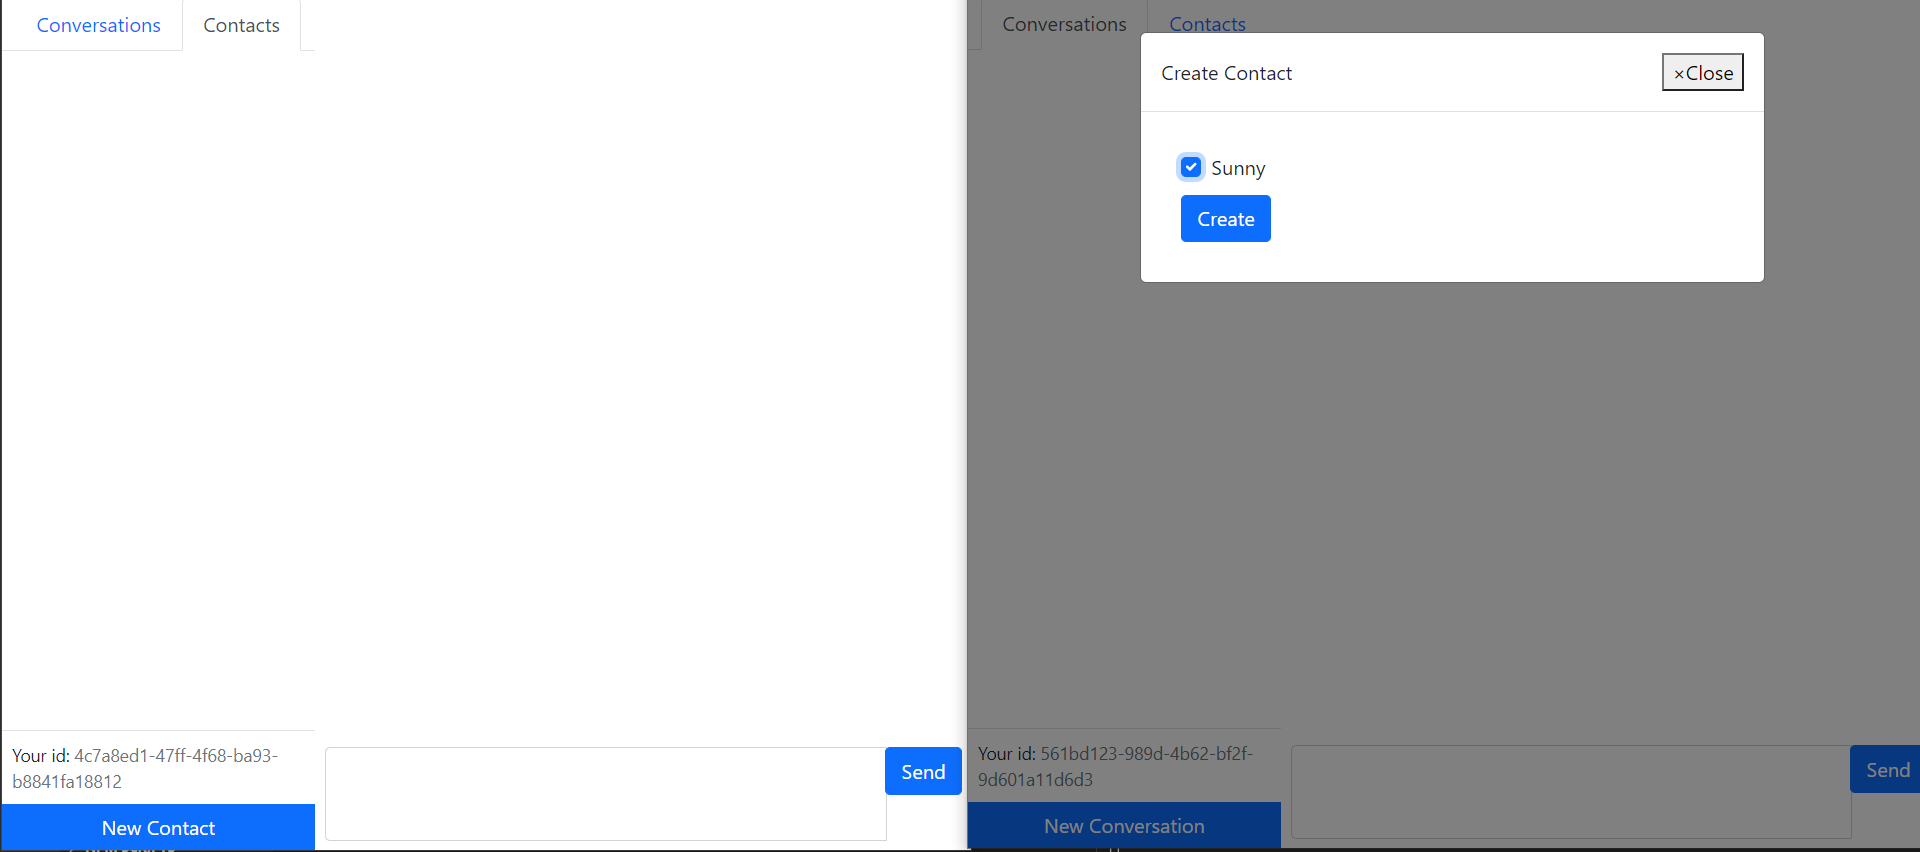 Conversations
Contacts
Your id: 4c7a8ed1-47ff-4f68-ba93-
b8841fa18812
New Contact
Send
Conversations
Contacts
Create Contact
×Close
Sunny
Create
Your id: 561bd123-989d-4b62-bf2f-
9d601a11d6d3
New Conversation
Send